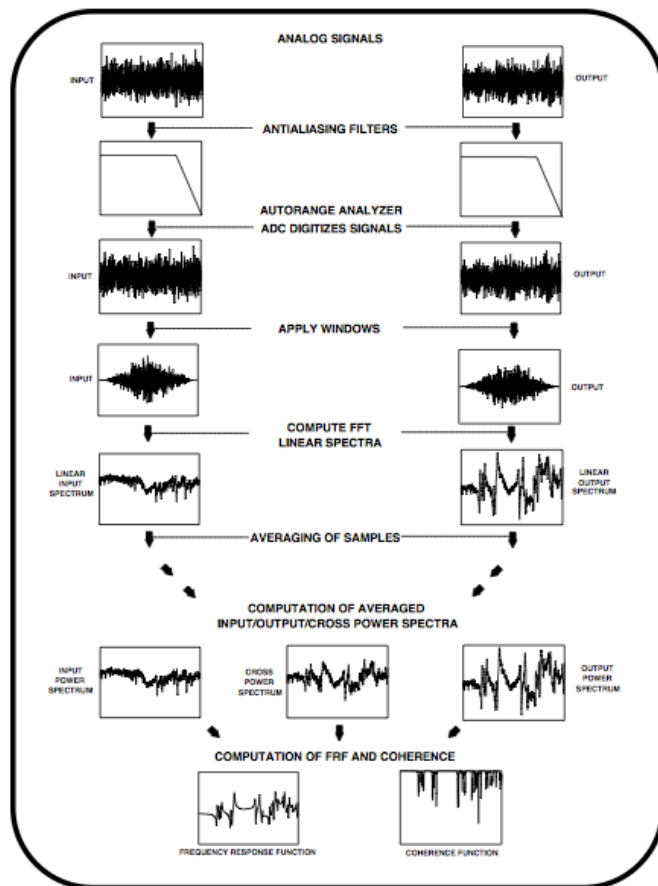 ANALOG SIGNALS
INPUT
OUTPUT
ANTIALIASING FILTERS
AUTORANGE ANALYZER
ADC DIGITIZES SIGNALS
INPUT
OUTPUT
APPLY WINDOWS
INPUT
OUTPUT
COMPUTE FFT
LINEAR SPECTRA
LINEAR
INPUT
SPECTRUM
LINEAR
OUTPUT
SPECTRUM
AVERAGING OF SAMPLES
COMPUTATION OF AVERAGED
INPUT/OUTPUT/CROSS POWER SPECTRA
INPUT
POWER
SPECTRUM
CROSS
POWER
SPECTRUM
OUTPUT
POWER
SPECTRUM
COMPUTATION OF FRF AND COHERENCE
FREQUENCY RESPONSE FUNCTION
COHERENCE FUNCTION